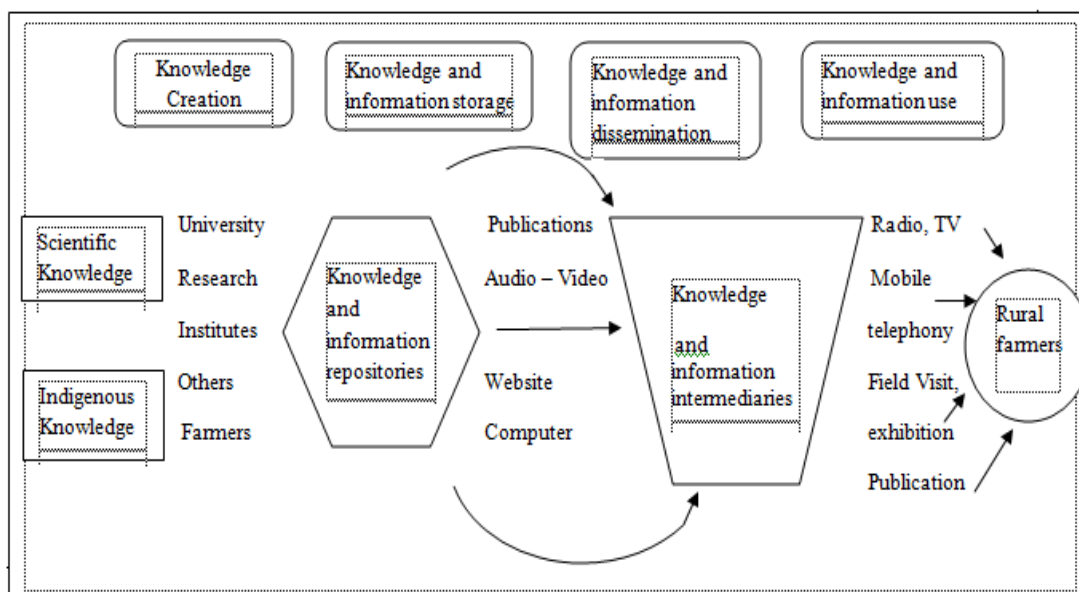 Knowledge
Creation
Knowledge and
information storage
Knowledge and
information
dissemination
Knowledge and
information use
Scientific
Knowledge
Indigenous
Knowledge
University
Research
Institutes
Others
Farmers
Knowledge
and
information
repositories
Publications
Audio – Video
Website
Computer
Knowledge
and
information
intermediaries
Radio, TV
Mobile
telephony
Field Visit,
exhibition
Publication
Rural
farmers